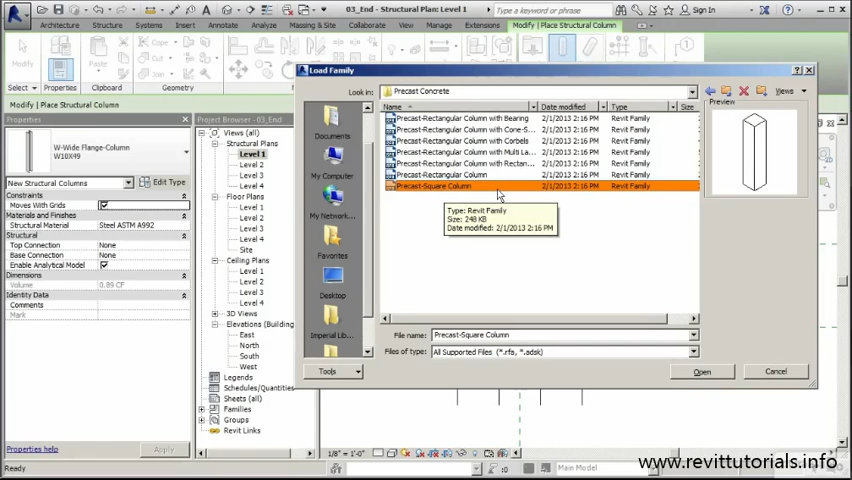 03_End - Structural Plan: Level 1
Sign In
Architecture Structure Systems Insert Annotate Analyze Massing & Site Collaborate View Manage Extensions Modify | Place Structural Column
Modify
Paste
Properties
Select
Properties
Clipboard
Modify | Place Structural Column
Properties
W-Wide Flange-Column
W10X49
New Structural Columns
Edit Type
Constraints
Moves With Grids
Materials and Finishes
Structural Material Steel ASTM A992
Structural
Top Connection None
Base Connection None
Enable Analytical Model
Dimensions
Volume 0.89 CF
Identity Data
Comments
Mark
Properties help
Apply
Project Browser - 03_End
Views (all)
Structural Plans
Level 1
Level 2
Level 3
Level 4
Floor Plans
Level 1
Level 2
Level 3
Level 4
Site
Ceiling Plans
Level 1
Level 2
Level 3
Level 4
3D Views
Elevations (Building
East
North
South
West
Legends
Schedules/Quantities
Sheets (all)
Families
Groups
Revit Links
Load Family
Look in: Precast Concrete
Views
Documents
My Computer
My Network...
Favorites
Desktop
Imperial Lib...
Name Date modified Type Size
Precast-Rectangular Column with Bearing 2/1/2013 2:16 PM Revit Family
Precast-Rectangular Column with Cone-S... 2/1/2013 2:16 PM Revit Family
Precast-Rectangular Column with Corbels 2/1/2013 2:16 PM Revit Family
Precast-Rectangular Column with Multi La... 2/1/2013 2:16 PM Revit Family
Precast-Rectangular Column with Rectan... 2/1/2013 2:16 PM Revit Family
Precast-Rectangular Column 2/1/2013 2:16 PM Revit Family
Precast-Square Column 2/1/2013 2:16 PM Revit Family
Type: Revit Family
Size: 248 KB
Date modified: 2/1/2013 2:16 PM
Preview
File name: Precast-Square Column
Files of type: All Supported Files (*.rfa, *.adsk)
Tools
Open
Cancel
1/8" = 1'-0"
Ready
:0
Main Model
www.revittutorials.info